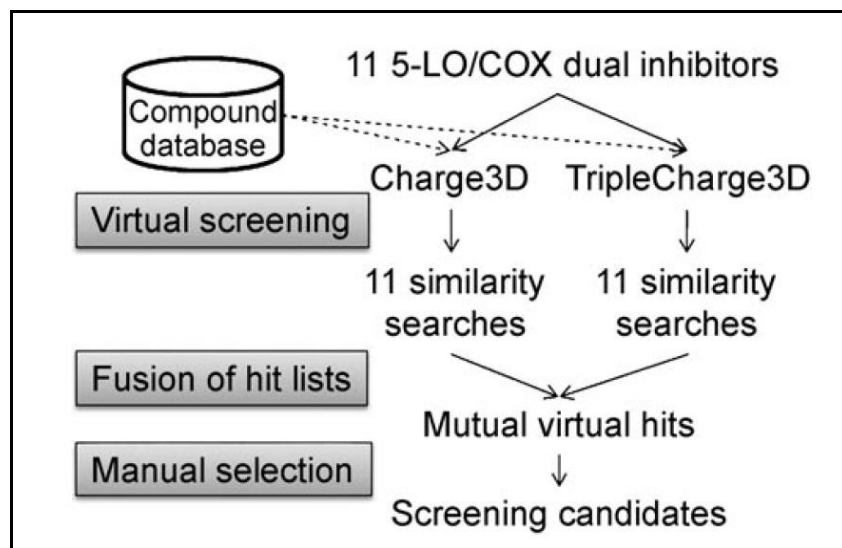 11 5-LO/COX dual inhibitors
Compound
database
Charge3D
TripleCharge3D
Virtual screening
11 similarity
searches
11 similarity
searches
Fusion of hit lists
Mutual virtual hits
Manual selection
Screening candidates